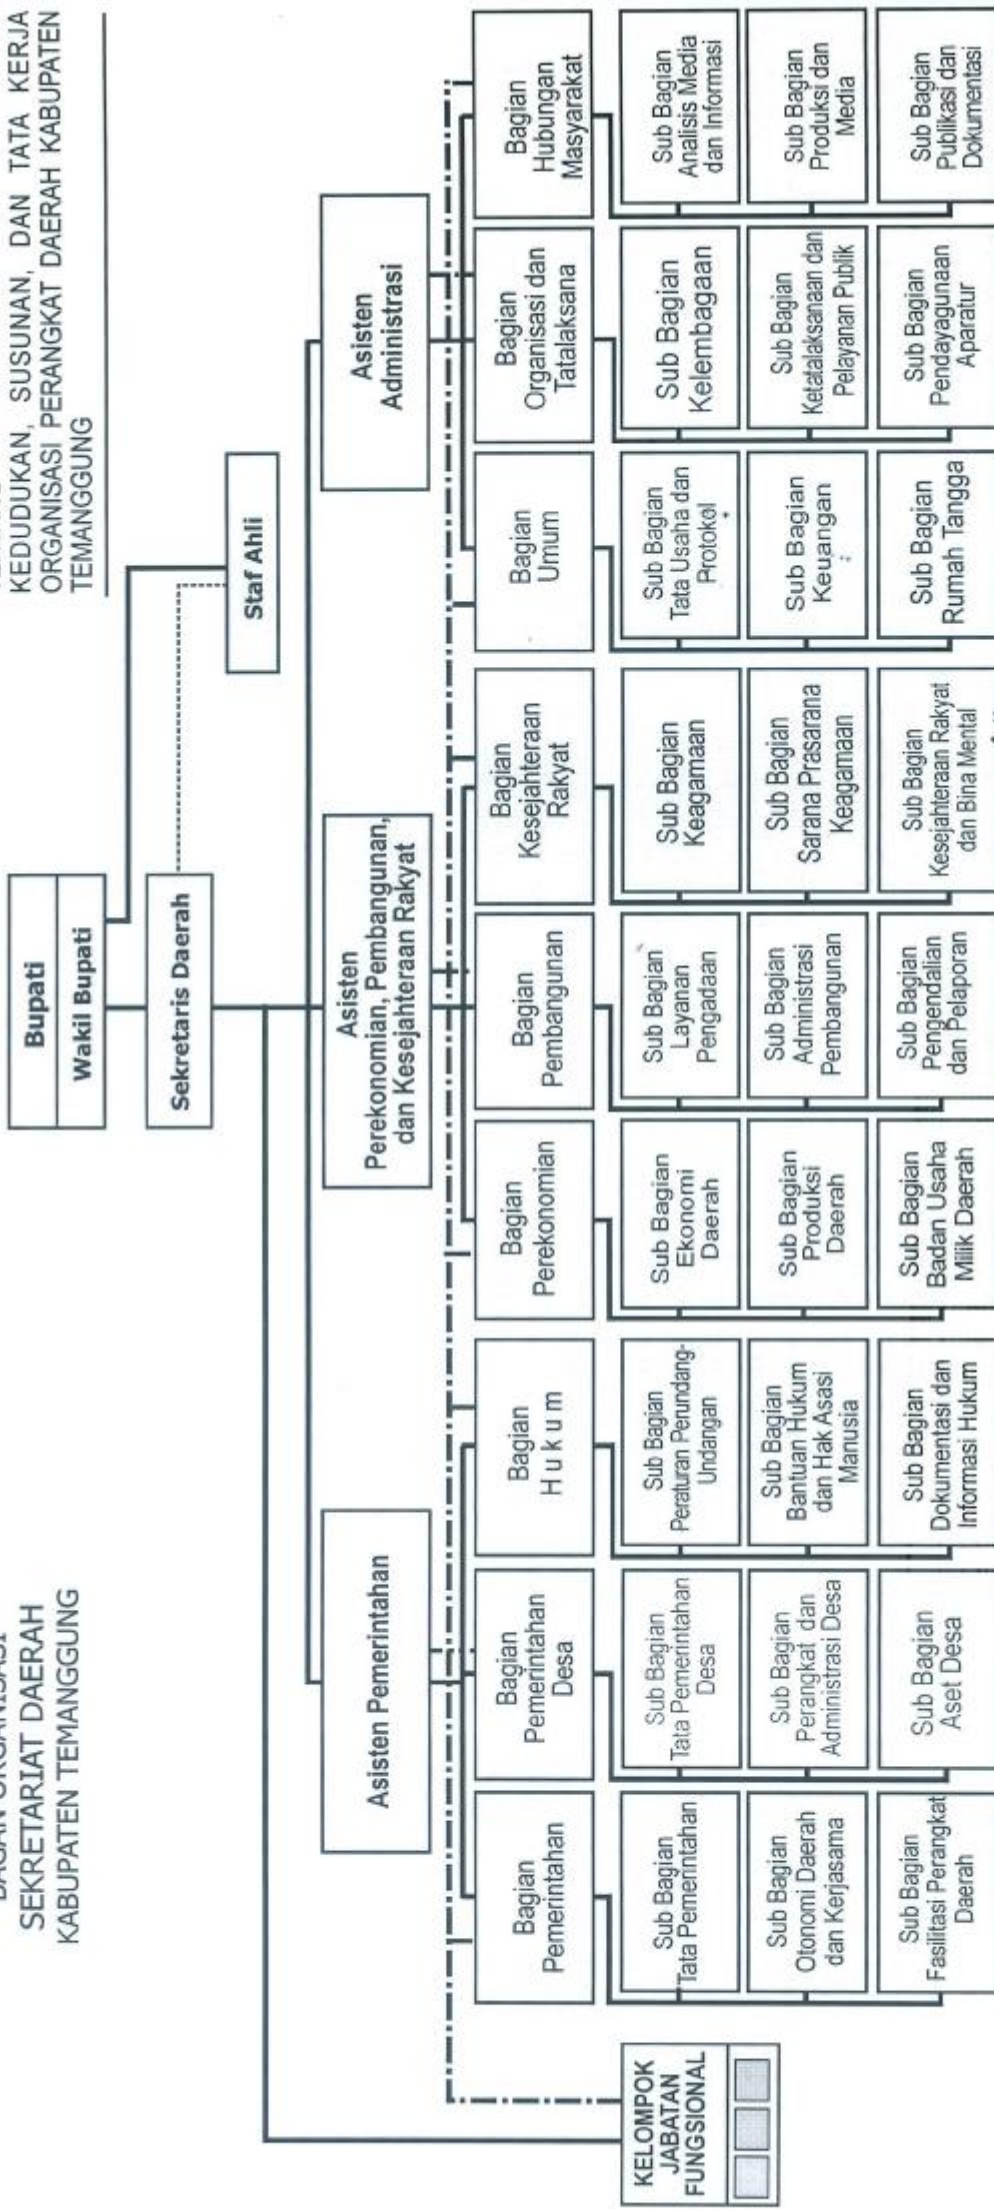 KEDUDUKAN, SUSUNAN, DAN TATA KERJA
ORGANISASI PERANGKAT DAERAH KABUPATEN
TEMANGGUNG
BAGAN ORGANISASI
SEKRETARIAT DAERAH
KABUPATEN TEMANGGUNG
Bupati
Wakil Bupati
Sekretaris Daerah
Staf Ahli
Asisten Pemerintahan
Asisten
Perekonomian, Pembangunan,
dan Kesejahteraan Rakyat
Asisten
Administrasi
KELOMPOK
JABATAN
FUNGSIONAL
Bagian
Pemerintahan
Sub Bagian
Tata Pemerintahan
Sub Bagian
Otonomi Daerah
dan Kerjasama
Sub Bagian
Fasilitasi Perangkat
Daerah
Bagian
Pemerintahan
Desa
Sub Bagian
Tata Pemerintahan
Desa
Sub Bagian
Perangkat dan
Administrasi Desa
Sub Bagian
Aset Desa
Bagian
H u k u m
Sub Bagian
Peraturan Perundang-
Undangan
Sub Bagian
Bantuan Hukum
dan Hak Asasi
Manusia
Sub Bagian
Dokumentasi dan
Informasi Hukum
Bagian
Perekonomian
Sub Bagian
Ekonomi
Daerah
Sub Bagian
Produksi
Daerah
Sub Bagian
Badan Usaha
Milik Daerah
Bagian
Pembangunan
Sub Bagian
Layanan
Pengadaan
Sub Bagian
Administrasi
Pembangunan
Sub Bagian
Pengendalian
dan Pelaporan
Bagian
Kesejahteraan
Rakyat
Sub Bagian
Keagamaan
Sub Bagian
Sarana Prasarana
Keagamaan
Sub Bagian
Kesejahteraan Rakyat
dan Bina Mental
Bagian
Umum
Sub Bagian
Tata Usaha dan
Protokol
Sub Bagian
Keuangan
Sub Bagian
Rumah Tangga
Bagian
Organisasi dan
Tatalaksana
Sub Bagian
Kelembagaan
Sub Bagian
Ketatalaksanaan dan
Pelayanan Publik
Sub Bagian
Pendayagunaan
Aparatur
Bagian
Hubungan
Masyarakat
Sub Bagian
Analisis Media
dan Informasi
Sub Bagian
Produksi dan
Media
Sub Bagian
Publikasi dan
Dokumentasi